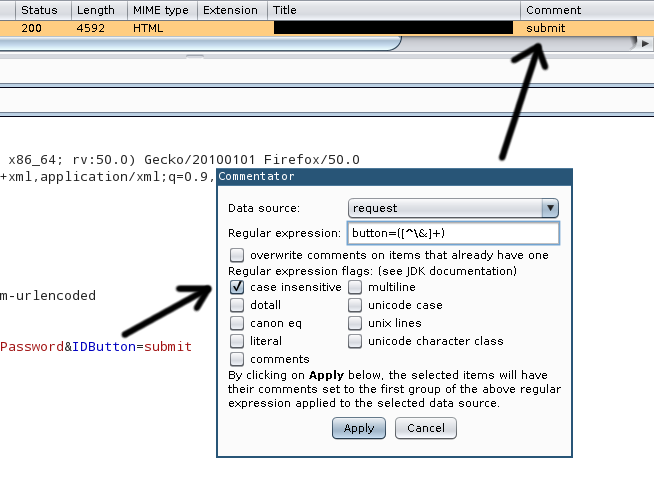 Status Length MIME type Extension Title Comment
200 4592 HTML submit
x86_64; rv:50.0) Gecko/20100101 Firefox/50.0
+xml,application/xml;q=0.9,
Commentator
Data source: request
Regular expression: button=([^\&]+)
overwrite comments on items that already have one
Regular expression flags: (see JDK documentation)
m-urlencoded
case insensitive multiline
dotall unicode case
canon eq unix lines
Password&IDButton=submit
literal unicode character class
comments
By clicking on Apply below, the selected items will have
their comments set to the first group of the above regular
expression applied to the selected data source.
Apply Cancel